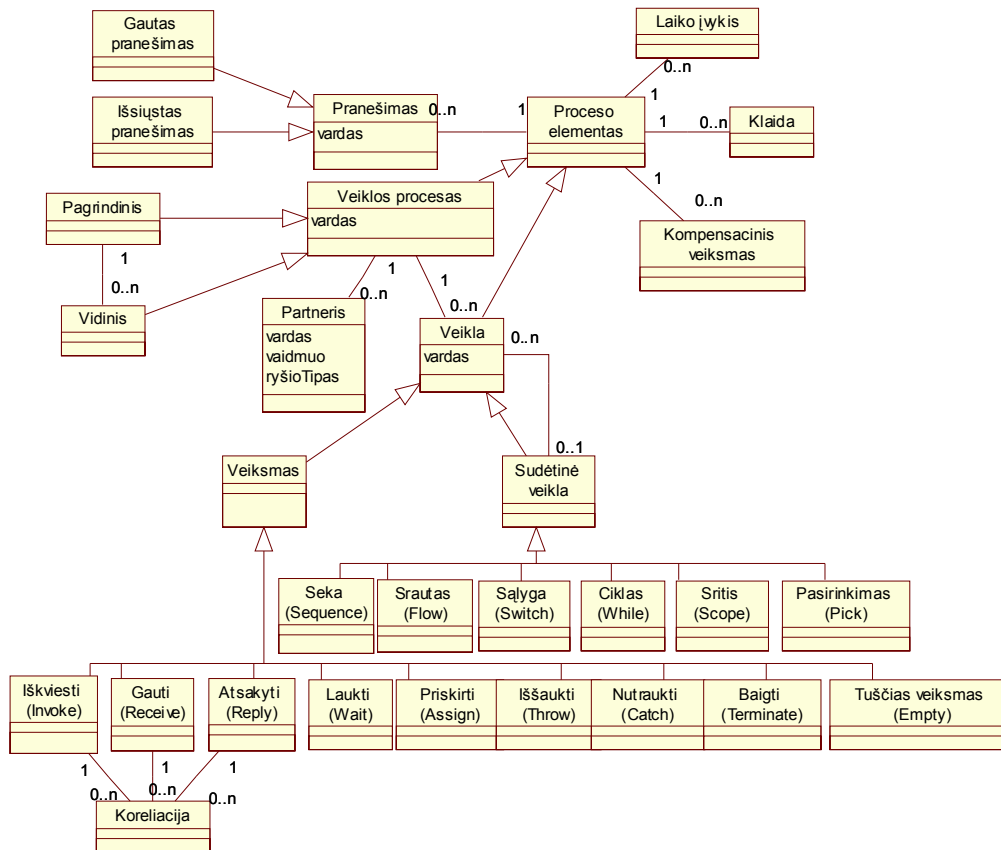 Gautas
pranešimas
Laiko įvykis
0..n
1
Išsiųstas
pranešimas
Pranešimas
vardas
0..n
1
Proceso
elementas
1
0..n
Klaida
1
0..n
Kompensacinis
veiksmas
Pagrindinis
1
0..n
Vidinis
Veiklos procesas
vardas
1
0..n
1
0..n
Partneris
vardas
vaidmuo
ryšioTipas
Veikla
vardas
0..n
0..1
Veiksmas
Sudėtinė
veikla
Seka
(Sequence)
Srautas
(Flow)
Sąlyga
(Switch)
Ciklas
(While)
Sritis
(Scope)
Pasirinkimas
(Pick)
Iškviesti
(Invoke)
Gauti
(Receive)
Atsakyti
(Reply)
Laukti
(Wait)
Priskirti
(Assign)
Iššaukti
(Throw)
Nutraukti
(Catch)
Baigti
(Terminate)
Tuščias veiksmas
(Empty)
1
1
1
0..n
0..n
0..n
Koreliacija